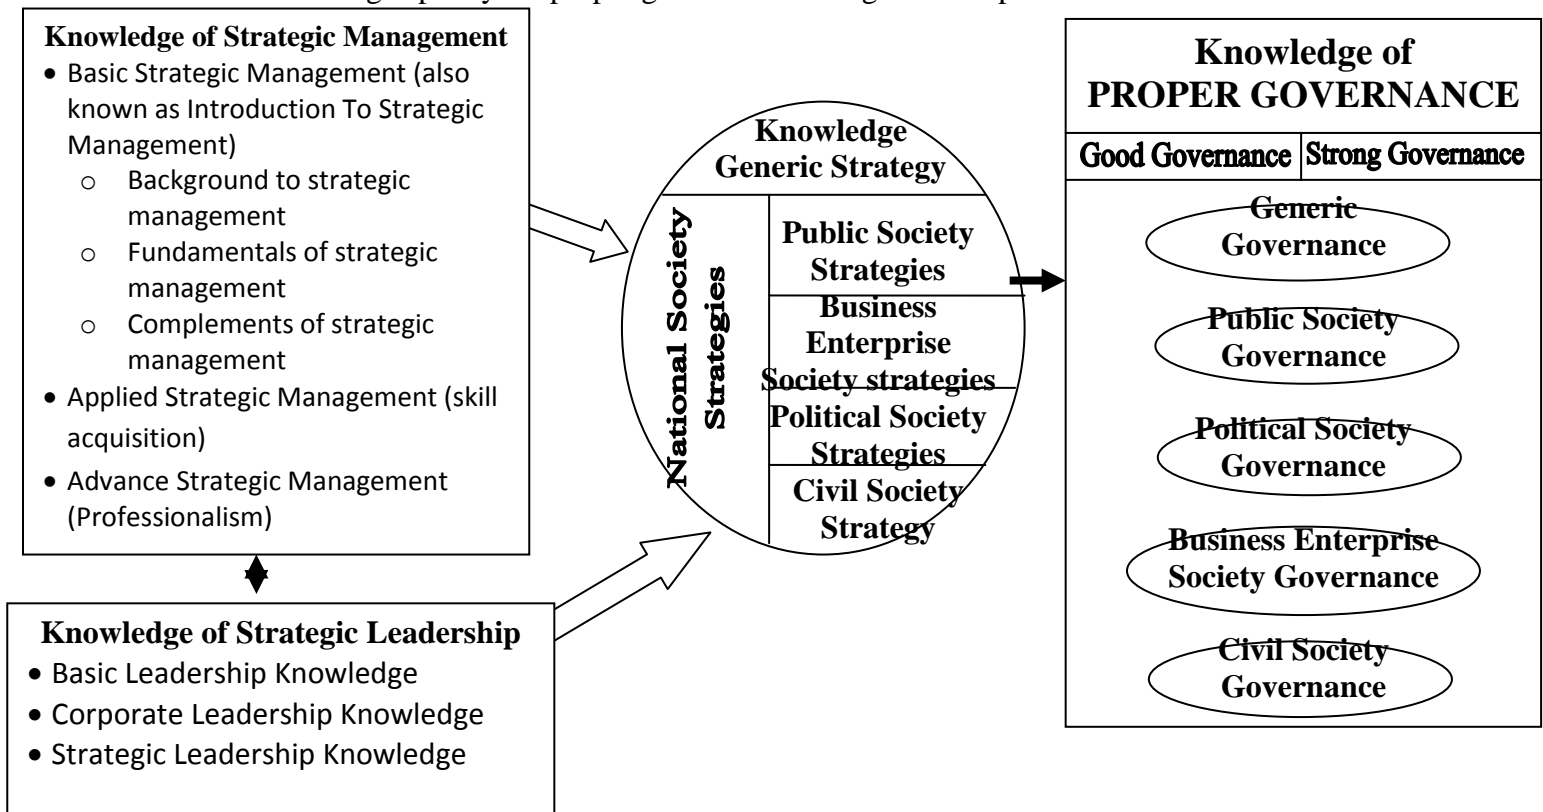 Knowledge of Strategic Management
• Basic Strategic Management (also
known as Introduction To Strategic
Management)
o Background to strategic
management
o Fundamentals of strategic
management
o Complements of strategic
management
• Applied Strategic Management (skill
acquisition)
• Advance Strategic Management
(Professionalism)
Knowledge of Strategic Leadership
• Basic Leadership Knowledge
• Corporate Leadership Knowledge
• Strategic Leadership Knowledge
Knowledge
Generic Strategy
National Society
Strategies
Public Society
Strategies
Business
Enterprise
Society strategies
Political Society
Strategies
Civil Society
Strategy
Knowledge of
PROPER GOVERNANCE
Good Governance
Strong Governance
Generic
Governance
Public Society
Governance
Political Society
Governance
Business Enterprise
Society Governance
Civil Society
Governance